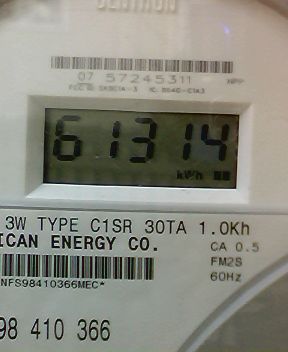 CENTRON
07 57245311
61314
kWh
3W TYPE C1SR 30TA 1.0Kh
ICAN ENERGY CO.
CA 0.5
FM2S
60Hz
NFS98410366MEC*
98 410 366